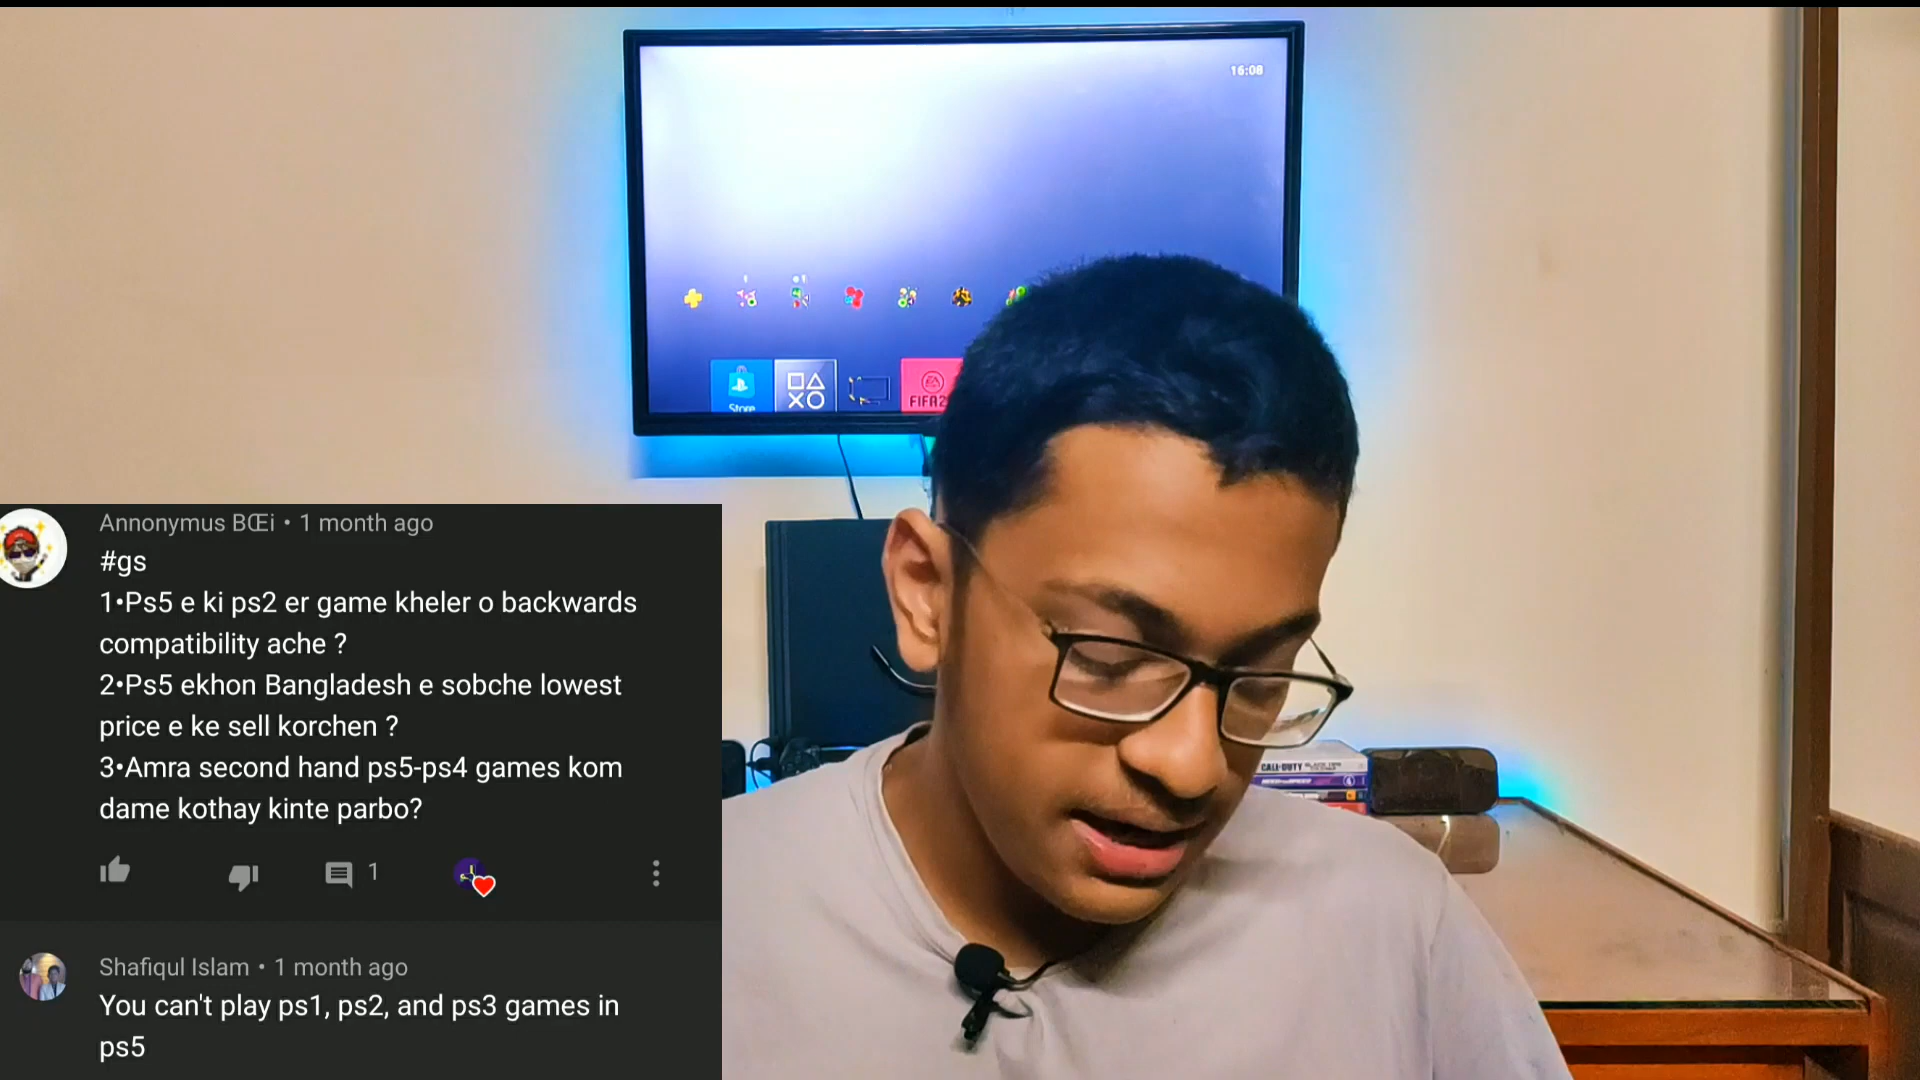 16:08
Store
FIFA2
Annonymus BŒi • 1 month ago
#gs
1•Ps5 e ki ps2 er game kheler o backwards
compatibility ache ?
2•Ps5 ekhon Bangladesh e sobche lowest
price e ke sell korchen ?
3•Amra second hand ps5-ps4 games kom
dame kothay kinte parbo?
1
CALL DUTY
Shafiqul Islam • 1 month ago
You can't play ps1, ps2, and ps3 games in
ps5